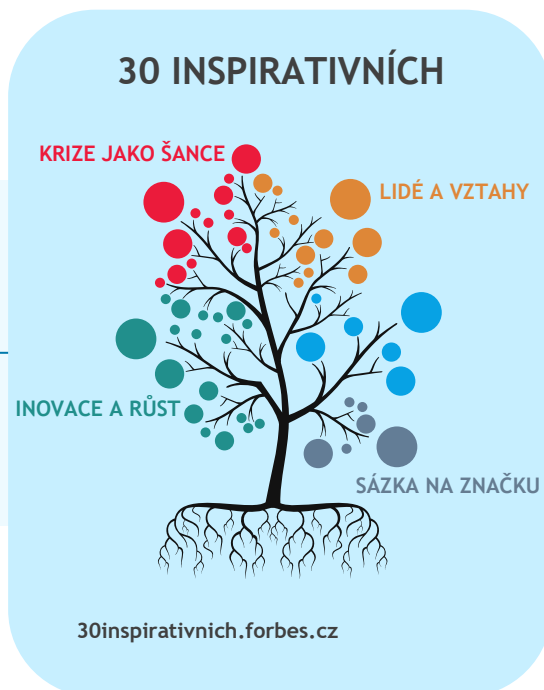 30 INSPIRATIVNÍCH
KRIZE JAKO ŠANCE
LIDÉ A VZTAHY
INOVACE A RŮST
SÁZKA NA ZNAČKU
30inspirativnich.forbes.cz